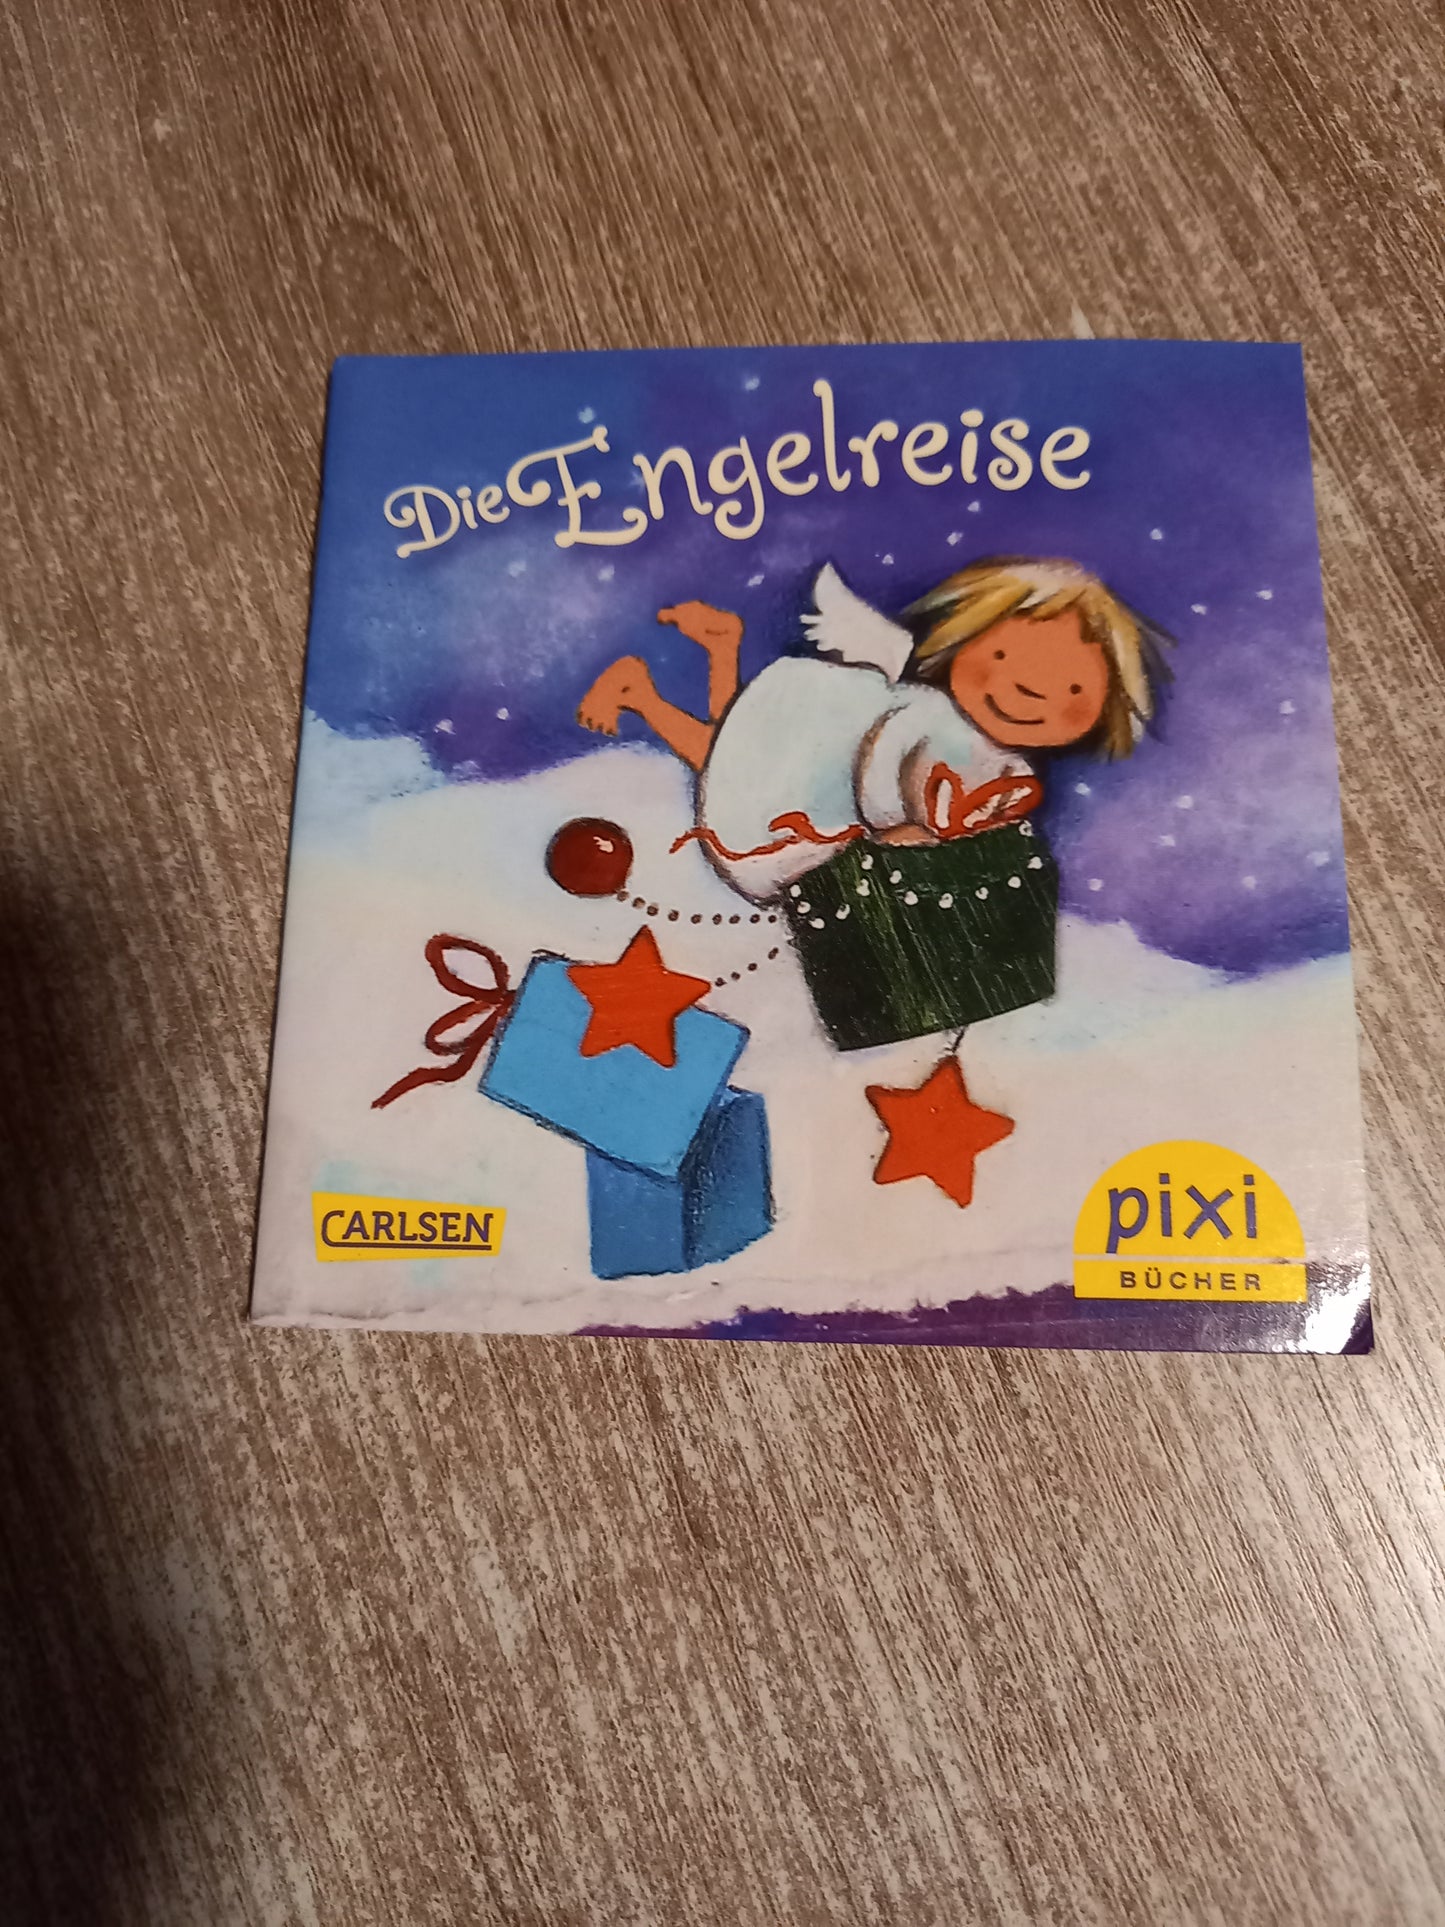 Die Engelreise
CARLSEN
pixi
BÜCHER